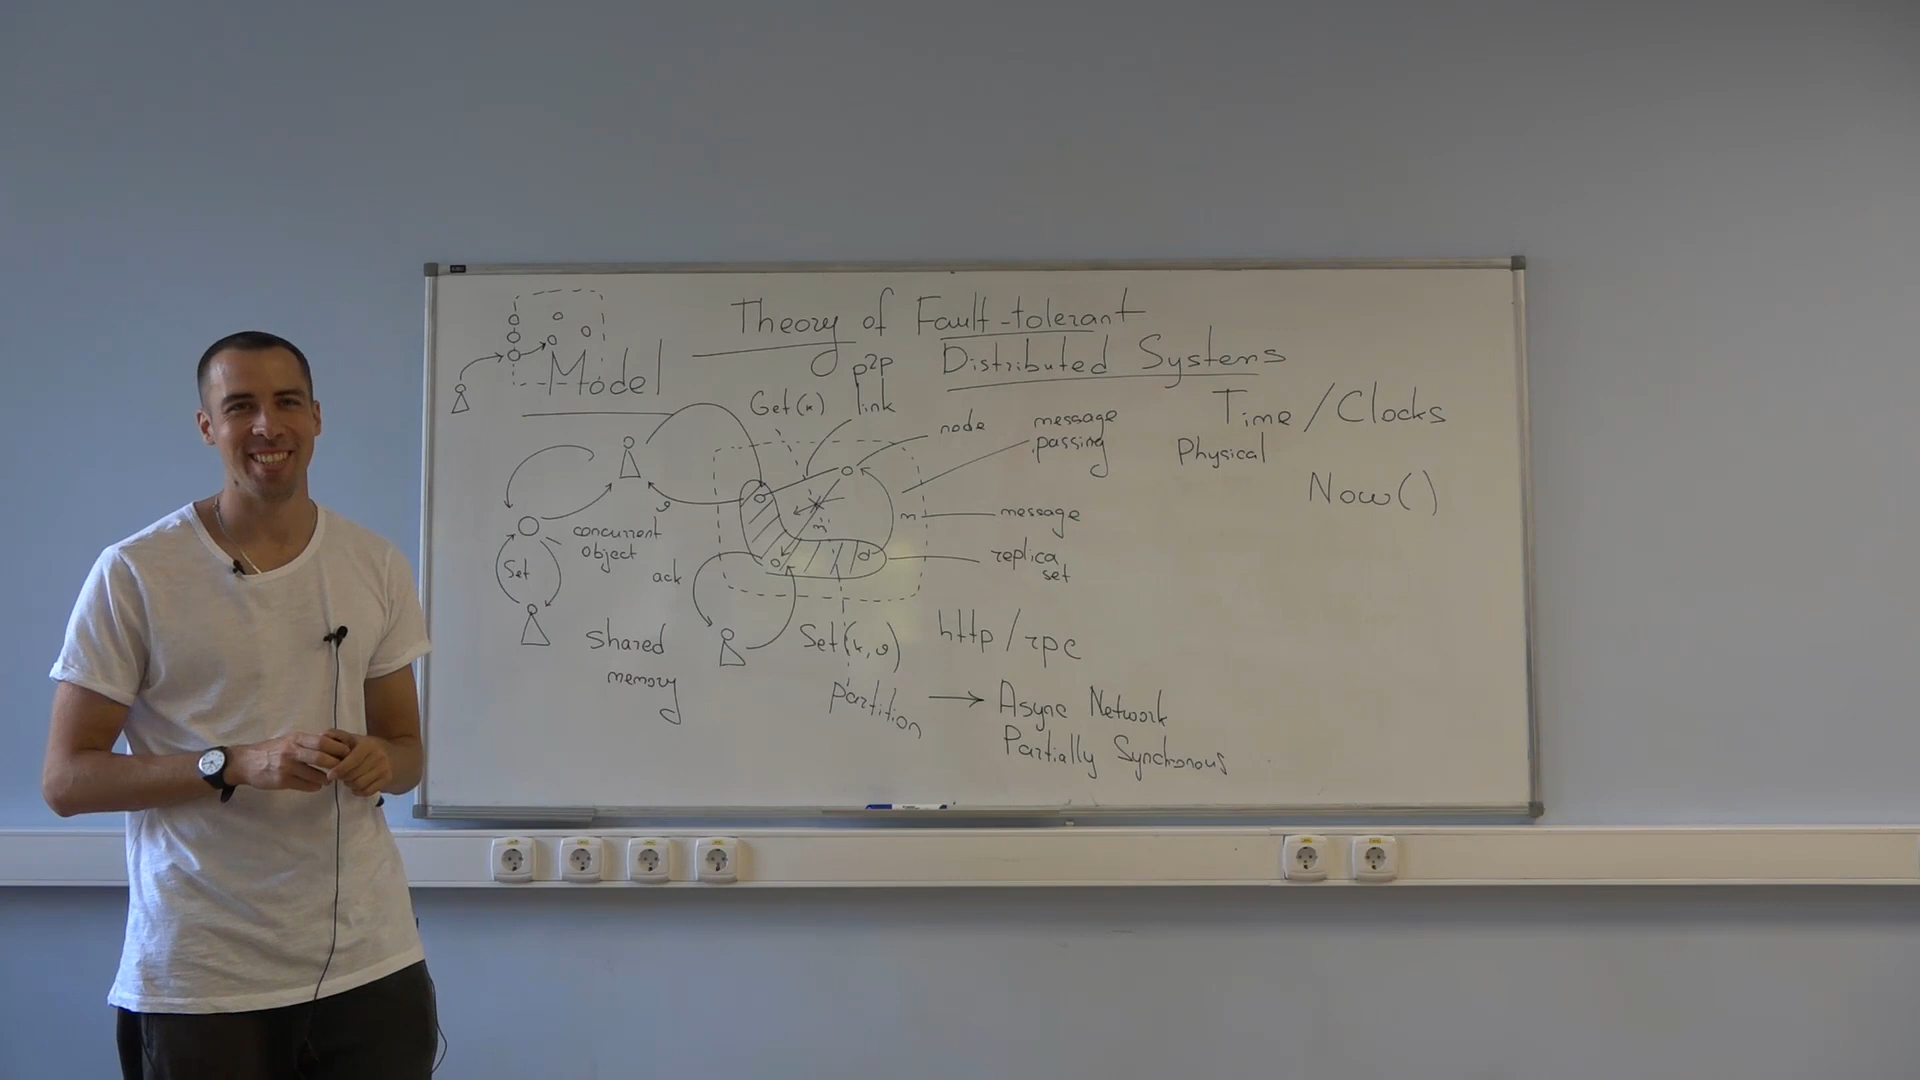 Theory of Fault-tolerant
Distributed Systems
Model
p2p
link
Get(k)
node
message
passing
Time / Clocks
Physical
Now()
concurrent
object
v
m
m'
message
replica
set
Set
ack
shared
memory
Set(k, v)
http / rpc
partition → Async Network
Partially Synchronous